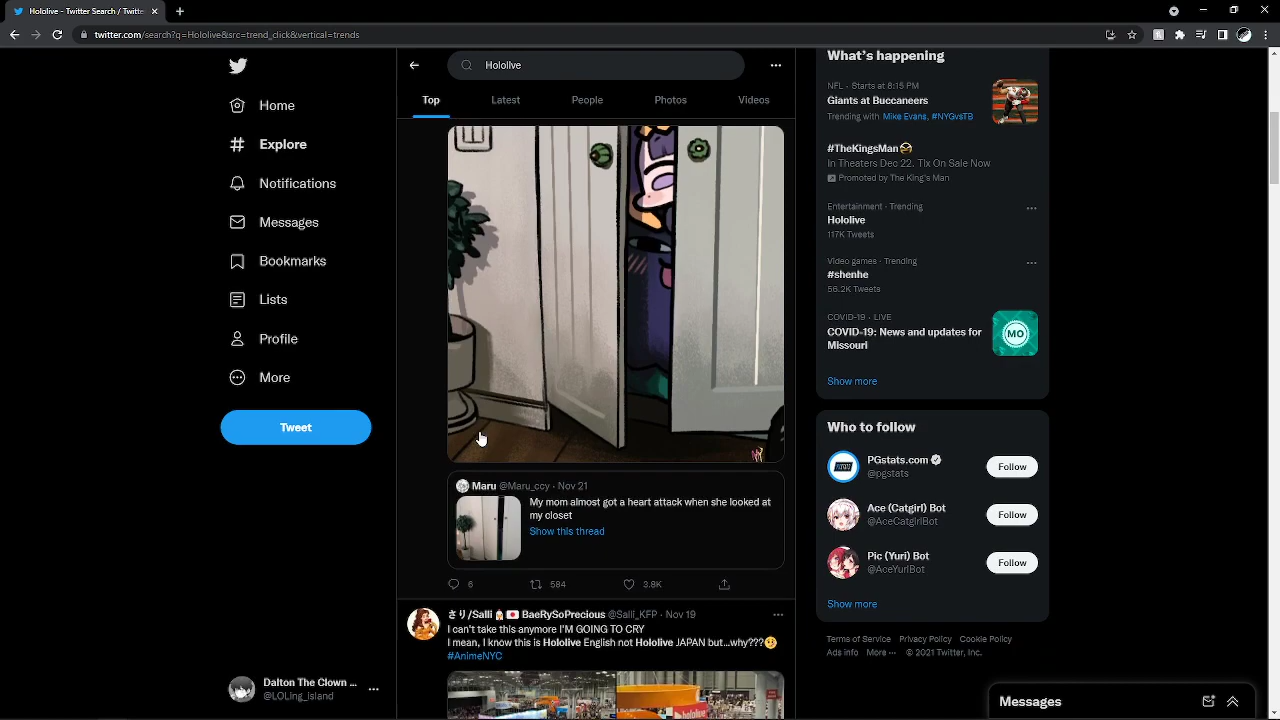 Hololive - Twitter Search / Twitter
twitter.com/search?q=Hololive&src=trend_click&vertical=trends
Home
Explore
Notifications
Messages
Bookmarks
Lists
Profile
More
Tweet
Dalton The Clown ...
@LOLing_island
Hololive
Top
Latest
People
Photos
Videos
Maru @Maru_ccy · Nov 21
My mom almost got a heart attack when she looked at
my closet
Show this thread
6
584
3.8K
さり/Salli BaeRySoPrecious @Salli_KFP · Nov 19
I can't take this anymore I'M GOING TO CRY
I mean, I know this is Hololive English not Hololive JAPAN but...why???
#AnimeNYC
hololive
What's happening
NFL · Starts at 8:15 PM
Giants at Buccaneers
Trending with Mike Evans, #NYGvsTB
#TheKingsMan
In Theaters Dec 22. TIx On Sale Now
Promoted by The King's Man
Entertainment · Trending
Hololive
117K Tweets
Video games · Trending
#shenhe
56.2K Tweets
COVID-19 · LIVE
COVID-19: News and updates for
Missouri
MO
Show more
Who to follow
PGstats.com
@pgstats
Follow
Ace (Catgirl) Bot
@AceCatgirlBot
Follow
Pic (Yuri) Bot
@AceYuriBot
Follow
Show more
Terms of Service Privacy Policy Cookie Policy
Ads info More ··· © 2021 Twitter, Inc.
Messages